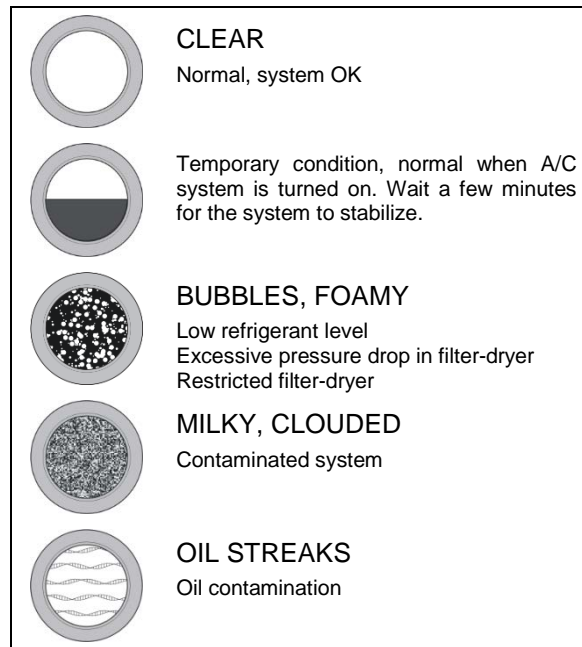 CLEAR
Normal, system OK
Temporary condition, normal when A/C
system is turned on. Wait a few minutes
for the system to stabilize.
BUBBLES, FOAMY
Low refrigerant level
Excessive pressure drop in filter-dryer
Restricted filter-dryer
MILKY, CLOUDED
Contaminated system
OIL STREAKS
Oil contamination